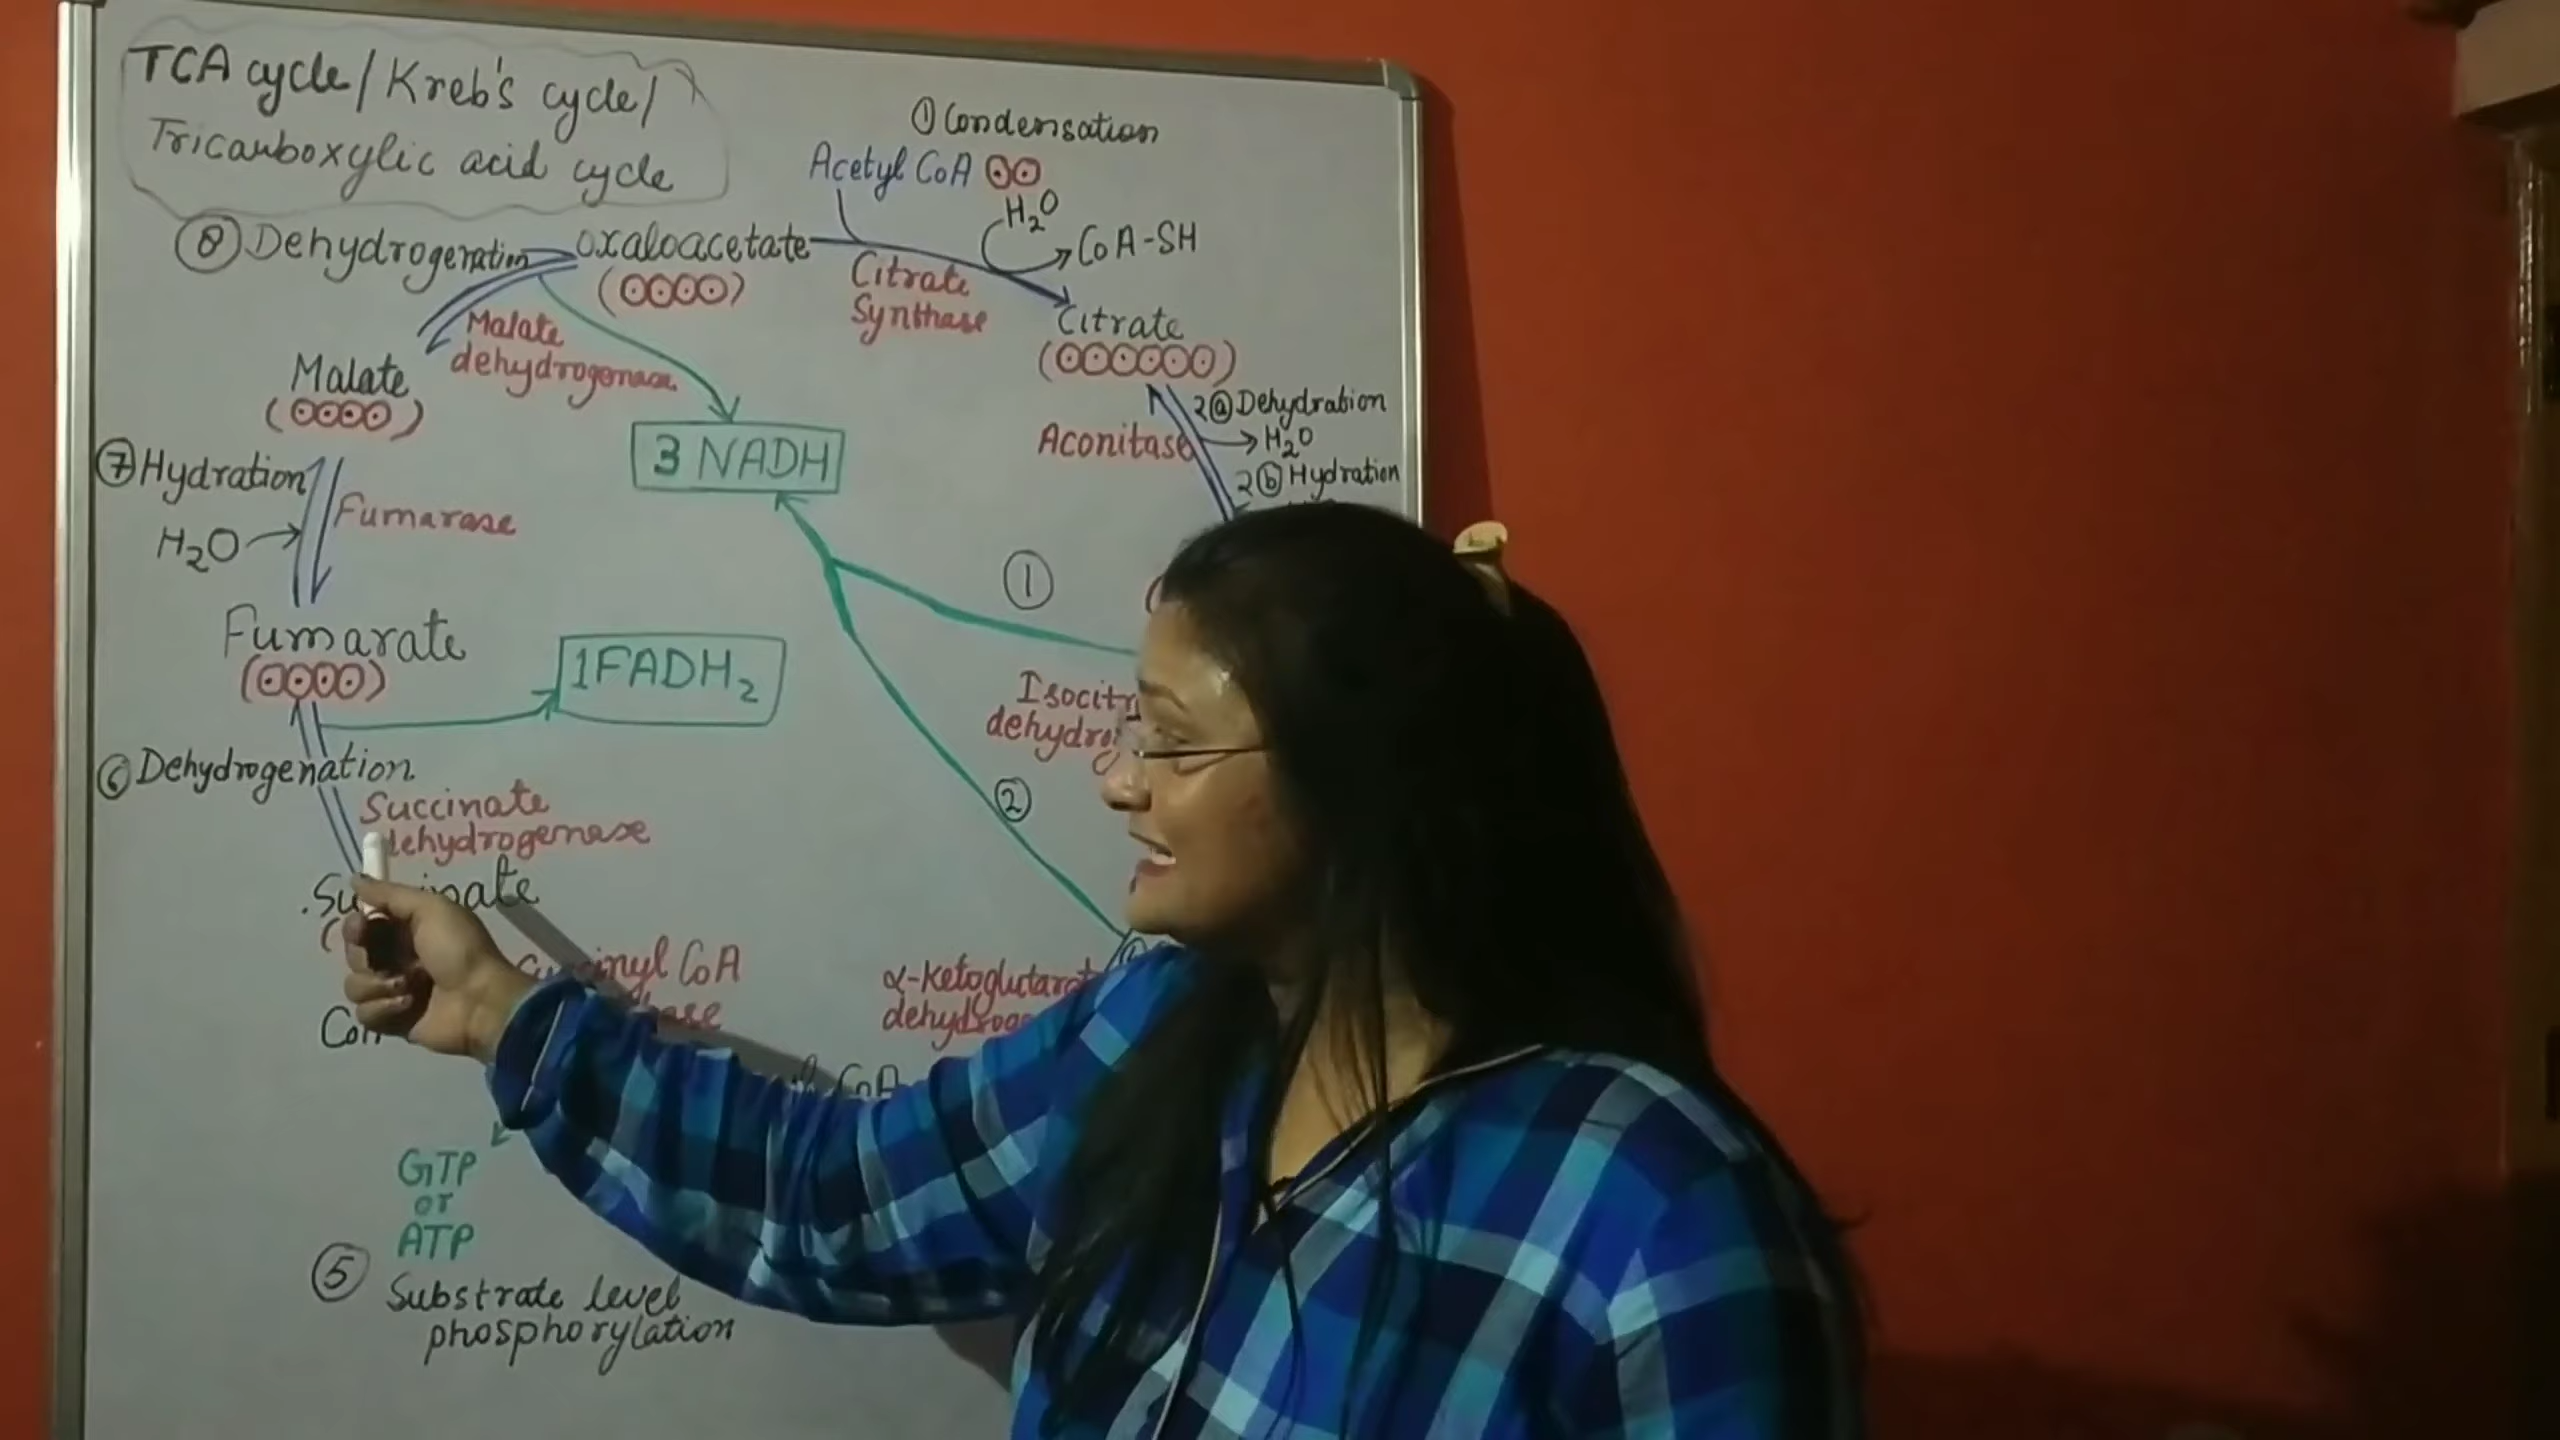 TCA cycle/Kreb's cycle/
Tricarboxylic acid cycle
① Condensation
Acetyl CoA
H₂O
CoA-SH
⑧ Dehydrogenation
Oxaloacetate
Citrate
Synthase
Citrate
Malate
dehydrogenase
Malate
2ⓐ Dehydration
H₂O
Aconitase
2ⓑ Hydration
3 NADH
⑦ Hydration
Fumarase
H₂O
①
Fumarate
1FADH₂
⑥ Dehydrogenation
②
Succinate
dehydrogenase
CoA
GTP
or
ATP
⑤ Substrate level
phosphorylation